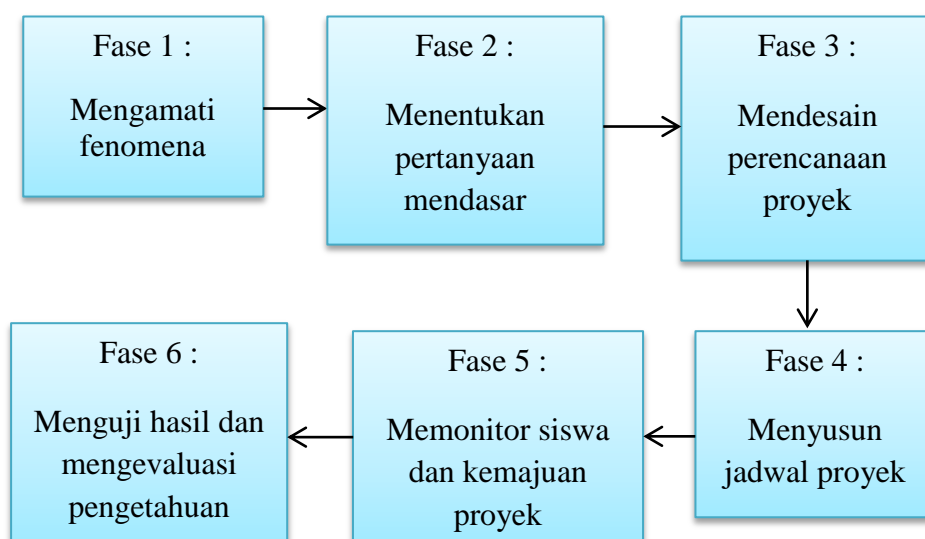 Fase 1 :
Mengamati
fenomena
Fase 2 :
Menentukan
pertanyaan
mendasar
Fase 3 :
Mendesain
perencanaan
proyek
Fase 4 :
Menyusun
jadwal proyek
Fase 5 :
Memonitor siswa
dan kemajuan
proyek
Fase 6 :
Menguji hasil dan
mengevaluasi
pengetahuan